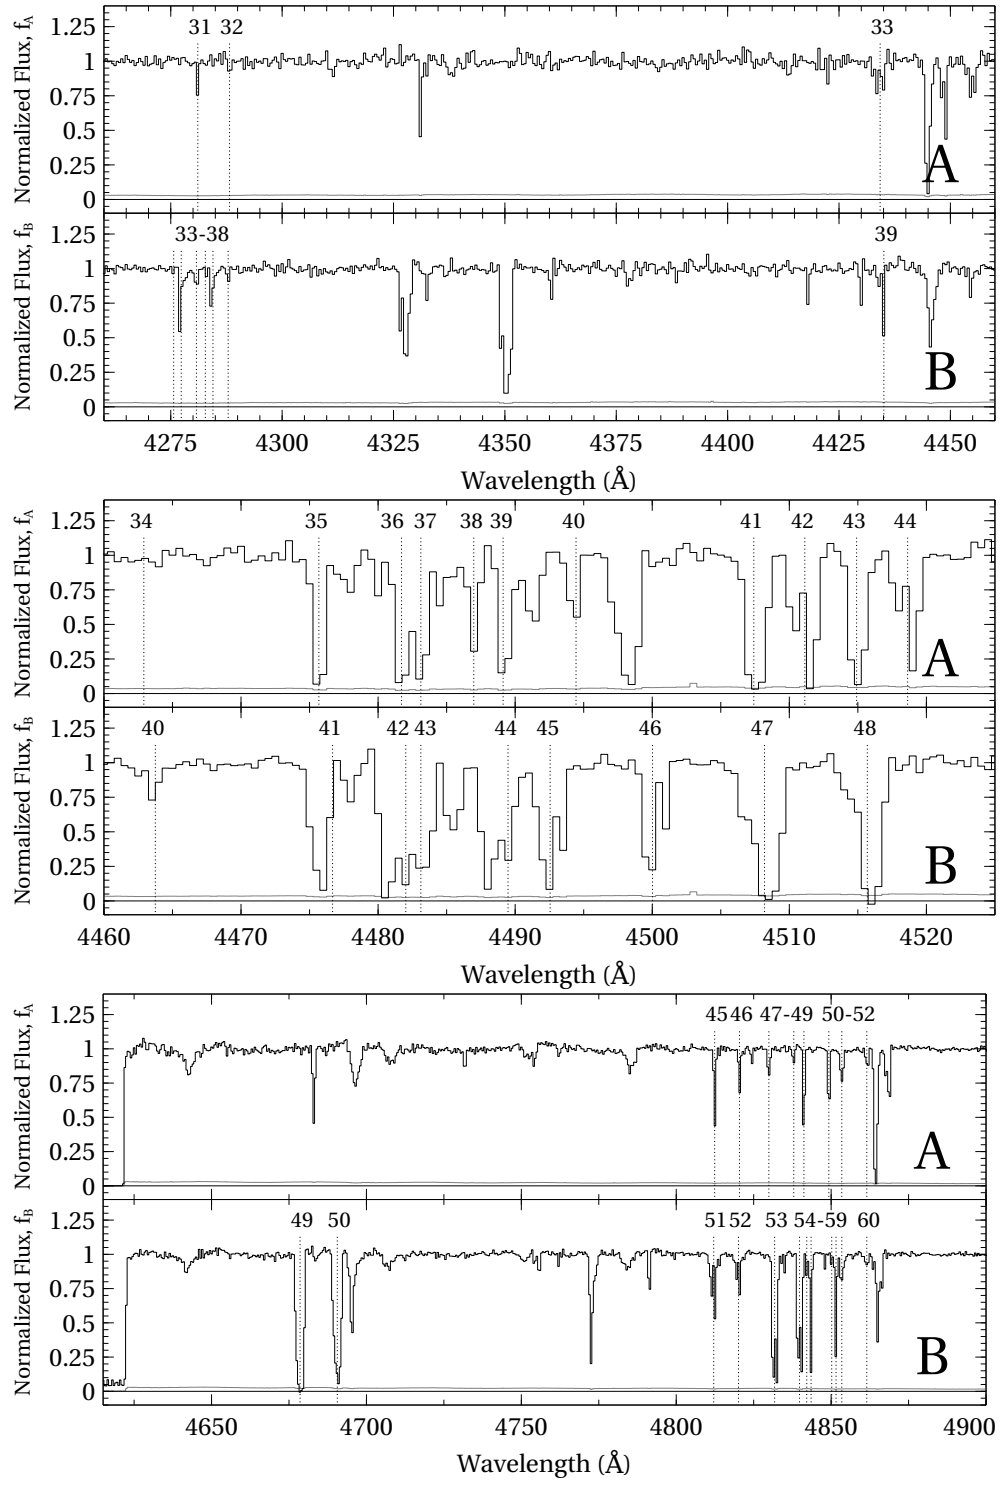 1.25
31 32 33
1
0.75
0.5
0.25
0
Normalized Flux, fA
A
1.25
33-38 39
1
0.75
0.5
0.25
0
Normalized Flux, fB
B
4275 4300 4325 4350 4375 4400 4425 4450
Wavelength (Å)
1.25
34 35 36 37 38 39 40 41 42 43 44
1
0.75
0.5
0.25
0
Normalized Flux, fA
A
1.25
40 41 42 43 44 45 46 47 48
1
0.75
0.5
0.25
0
Normalized Flux, fB
B
4460 4470 4480 4490 4500 4510 4520
Wavelength (Å)
1.25
45 46 47-49 50-52
1
0.75
0.5
0.25
0
Normalized Flux, fA
A
1.25
49 50 51 52 53 54-59 60
1
0.75
0.5
0.25
0
Normalized Flux, fB
B
4650 4700 4750 4800 4850 4900
Wavelength (Å)